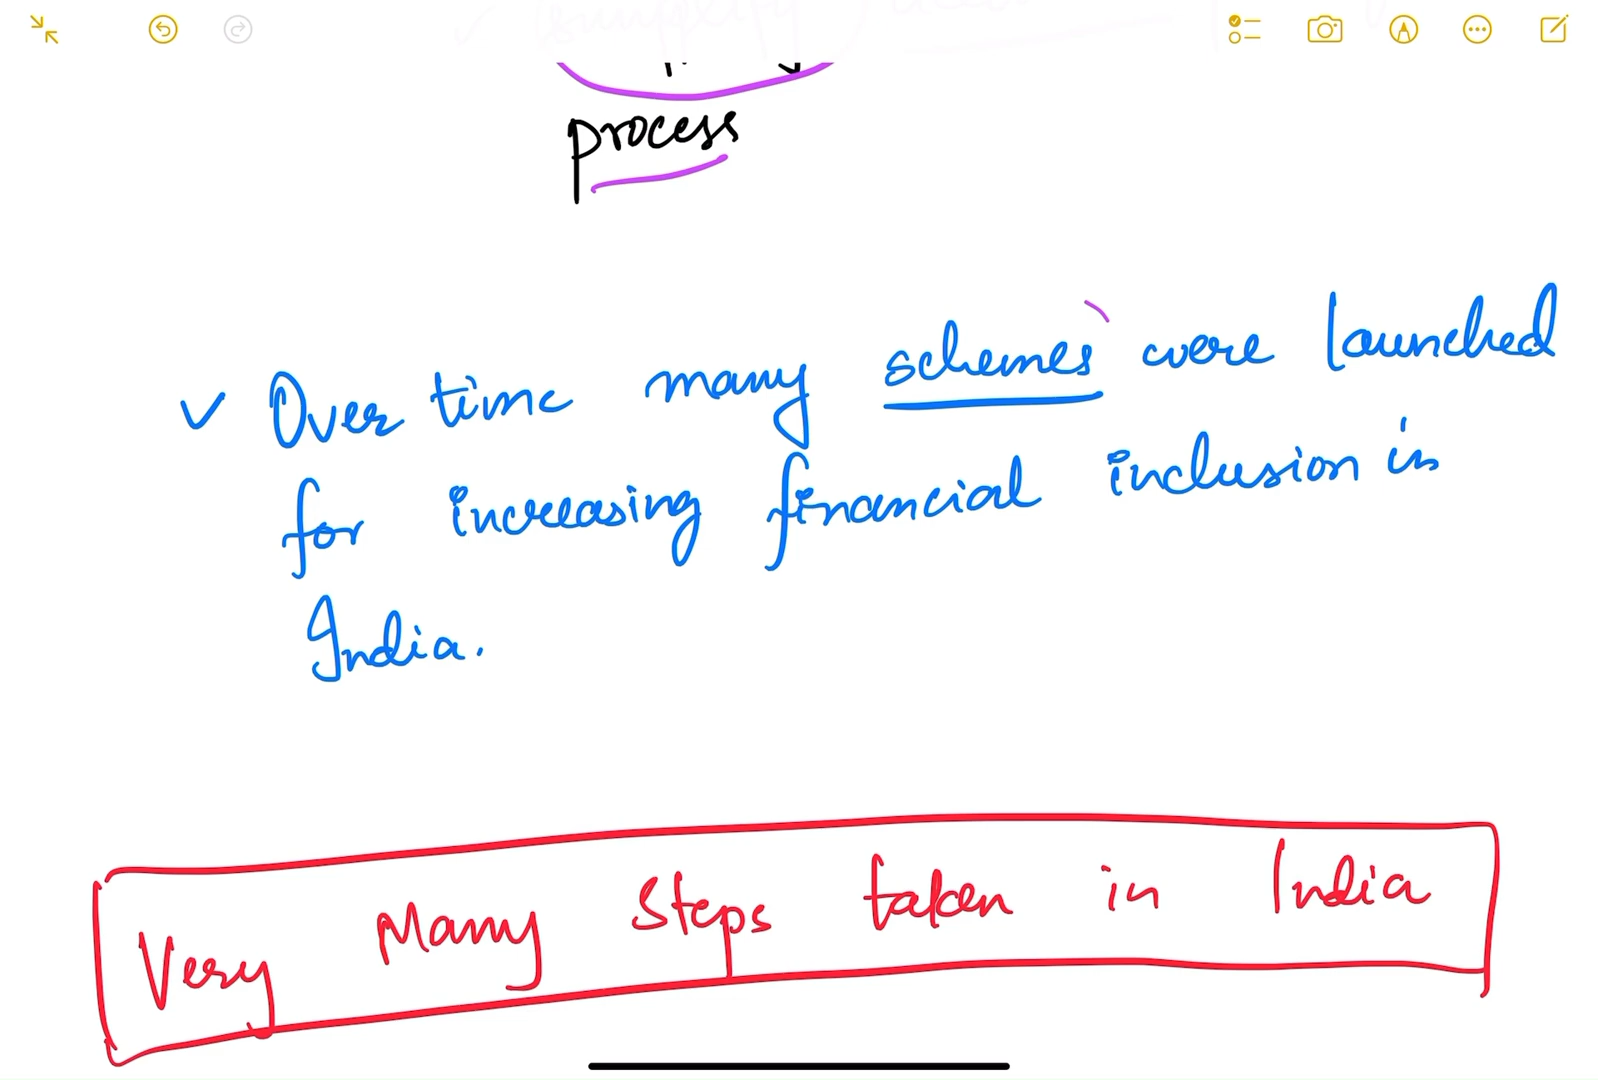 process
✓ Over time many schemes were launched
for increasing financial inclusion in
India.
Very Many Steps taken in India